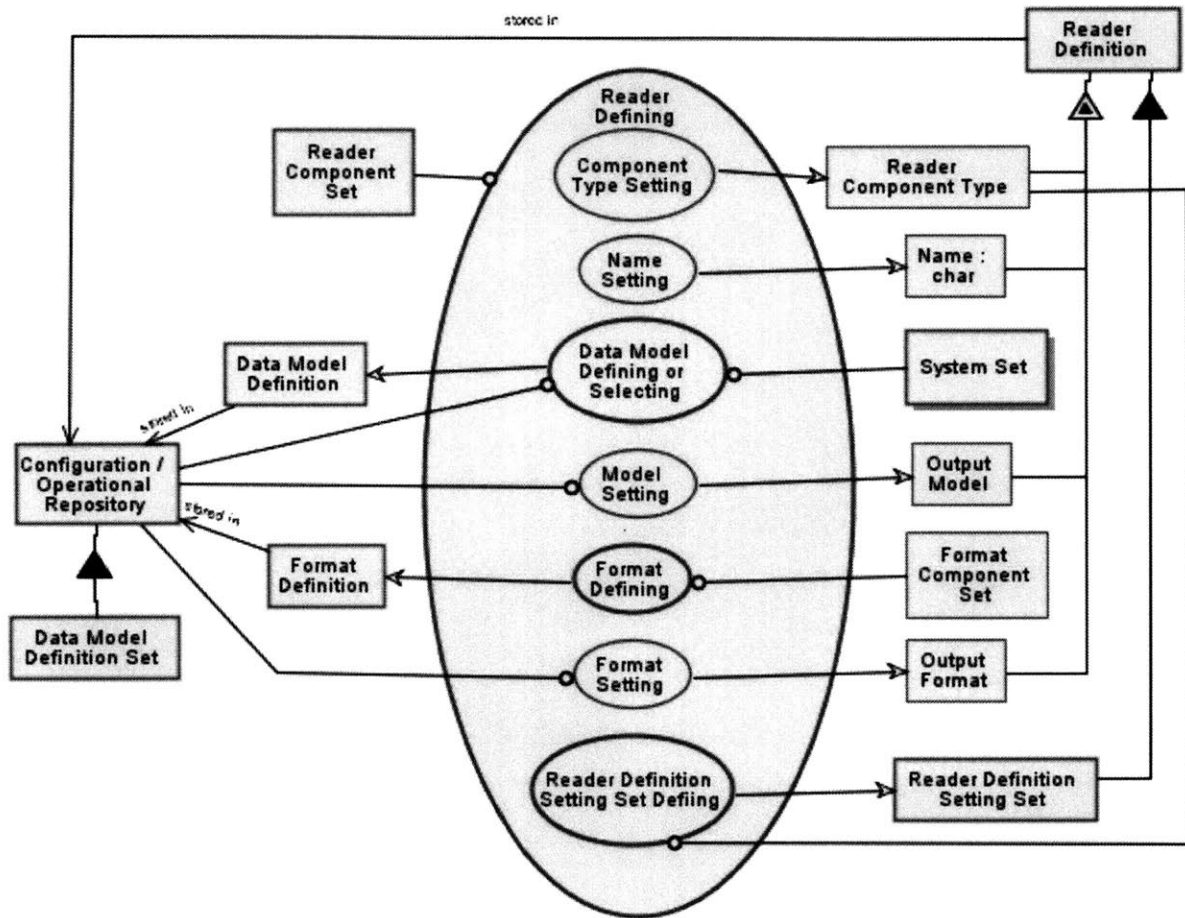 stored in
Reader
Definition
Reader
Defining
Reader
Component
Set
Component
Type Setting
Reader
Component Type
Name
Setting
Name :
char
Data Model
Definition
Data Model
Defining or
Selecting
System Set
stored in
Configuration /
Operational
Repository
Model
Setting
Output
Model
stored in
Format
Definition
Format
Defining
Format
Component
Set
Data Model
Definition Set
Format
Setting
Output
Format
Reader Definition
Setting Set Defiing
Reader Definition
Setting Set